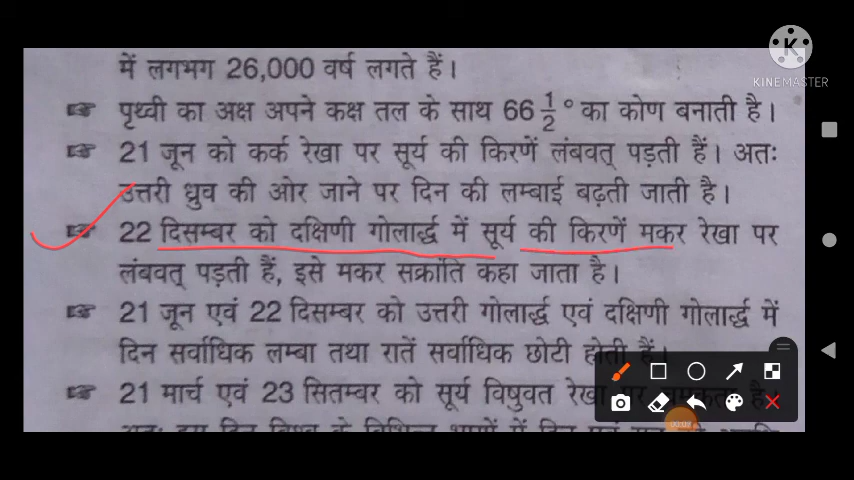 में लगभग 26,000 वर्ष लगते हैं।
KINEMASTER
पृथ्वी का अक्ष अपने कक्ष तल के साथ 66 1/2° का कोण बनाती है।
21 जून को कर्क रेखा पर सूर्य की किरणें लंबवत् पड़ती हैं। अतः
उत्तरी ध्रुव की ओर जाने पर दिन की लम्बाई बढ़ती जाती है।
22 दिसम्बर को दक्षिणी गोलार्द्ध में सूर्य की किरणें मकर रेखा पर
लंबवत् पड़ती हैं, इसे मकर सक्रांति कहा जाता है।
21 जून एवं 22 दिसम्बर को उत्तरी गोलार्द्ध एवं दक्षिणी गोलार्द्ध में
दिन सर्वाधिक लम्बा तथा रातें सर्वाधिक छोटी होती हैं।
21 मार्च एवं 23 सितम्बर को सूर्य विषुवत रेखा पर चमकता है